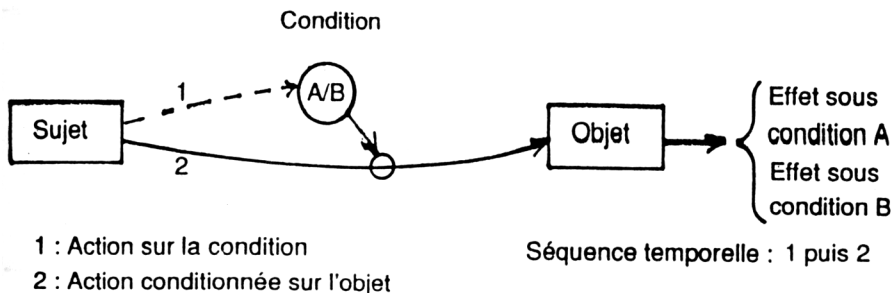 Condition
1
A/B
Sujet
2
Objet
Effet sous
condition A
Effet sous
condition B
1 : Action sur la condition
2 : Action conditionnée sur l'objet
Séquence temporelle : 1 puis 2